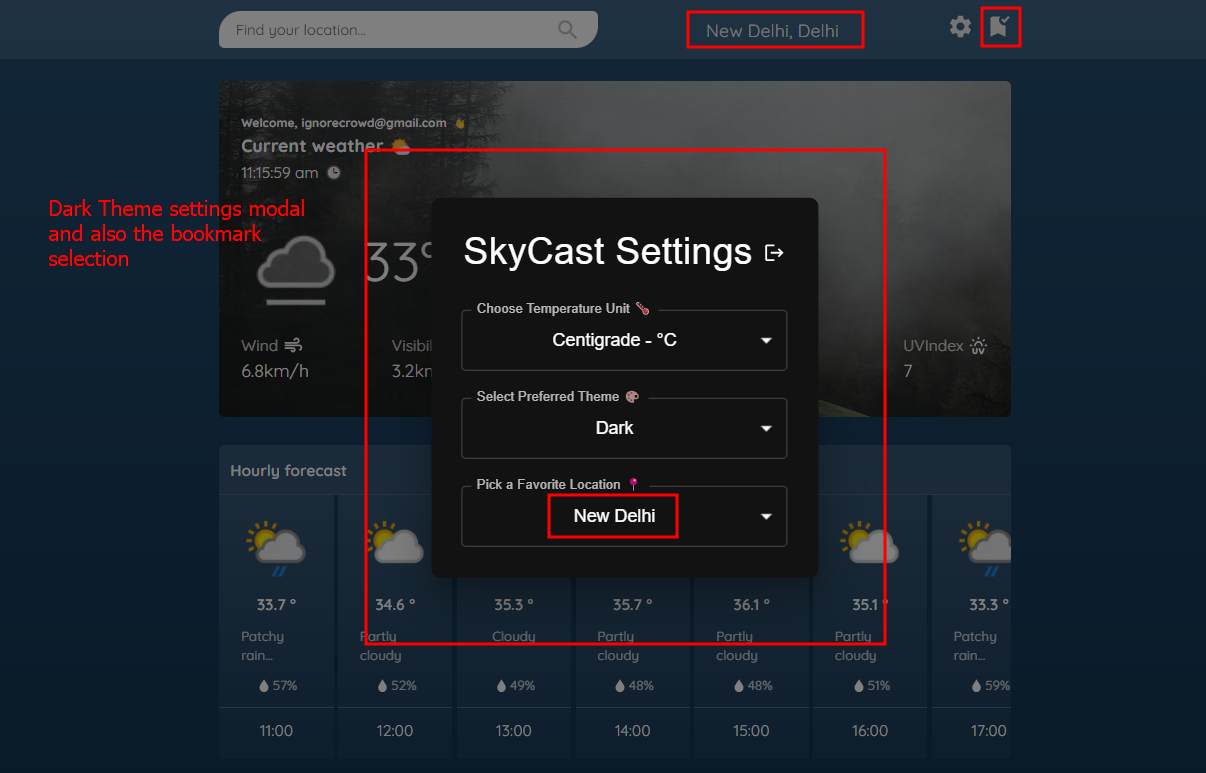 Find your location...
New Delhi, Delhi
Welcome, ignorecrowd@gmail.com
Current weather
11:15:59 am
Dark Theme settings modal
and also the bookmark
selection
33°
Wind
6.8km/h
Visibil
3.2km
UVIndex
UV
7
SkyCast Settings
Choose Temperature Unit
Centigrade - °C
Select Preferred Theme
Dark
Pick a Favorite Location
New Delhi
Hourly forecast
33.7 °
34.6 °
35.3 °
35.7 °
36.1 °
35.1 °
33.3 °
Patchy
rain...
Partly
cloudy
Cloudy
Partly
cloudy
Partly
cloudy
Partly
cloudy
Patchy
rain...
57%
52%
49%
48%
48%
51%
59%
11:00
12:00
13:00
14:00
15:00
16:00
17:00